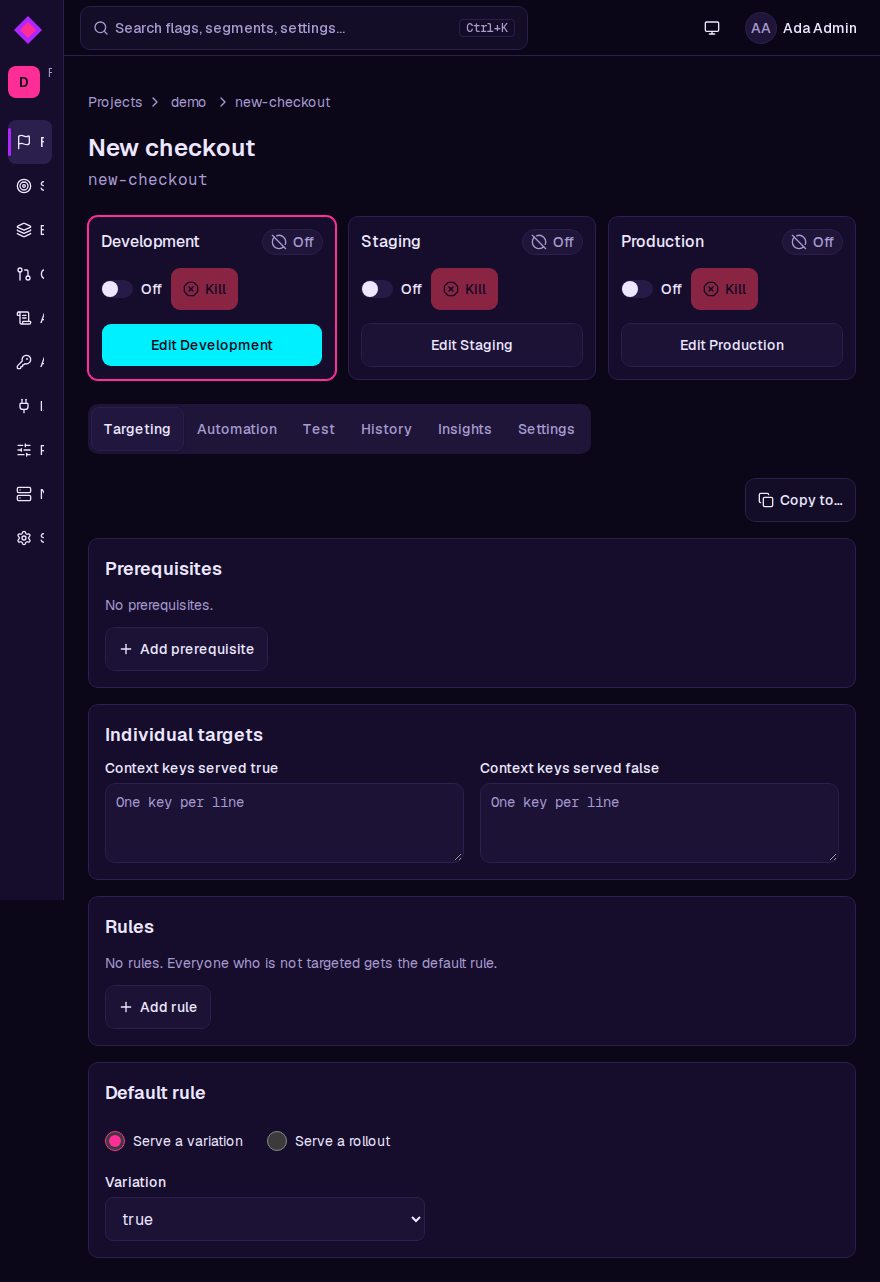 Search flags, segments, settings... Ctrl+K
AA Ada Admin
D
Projects > demo > new-checkout
New checkout
new-checkout
Development Off
Off Kill
Edit Development
Staging Off
Off Kill
Edit Staging
Production Off
Off Kill
Edit Production
Targeting Automation Test History Insights Settings
Copy to...
Prerequisites
No prerequisites.
Add prerequisite
Individual targets
Context keys served true
One key per line
Context keys served false
One key per line
Rules
No rules. Everyone who is not targeted gets the default rule.
Add rule
Default rule
Serve a variation Serve a rollout
Variation
true